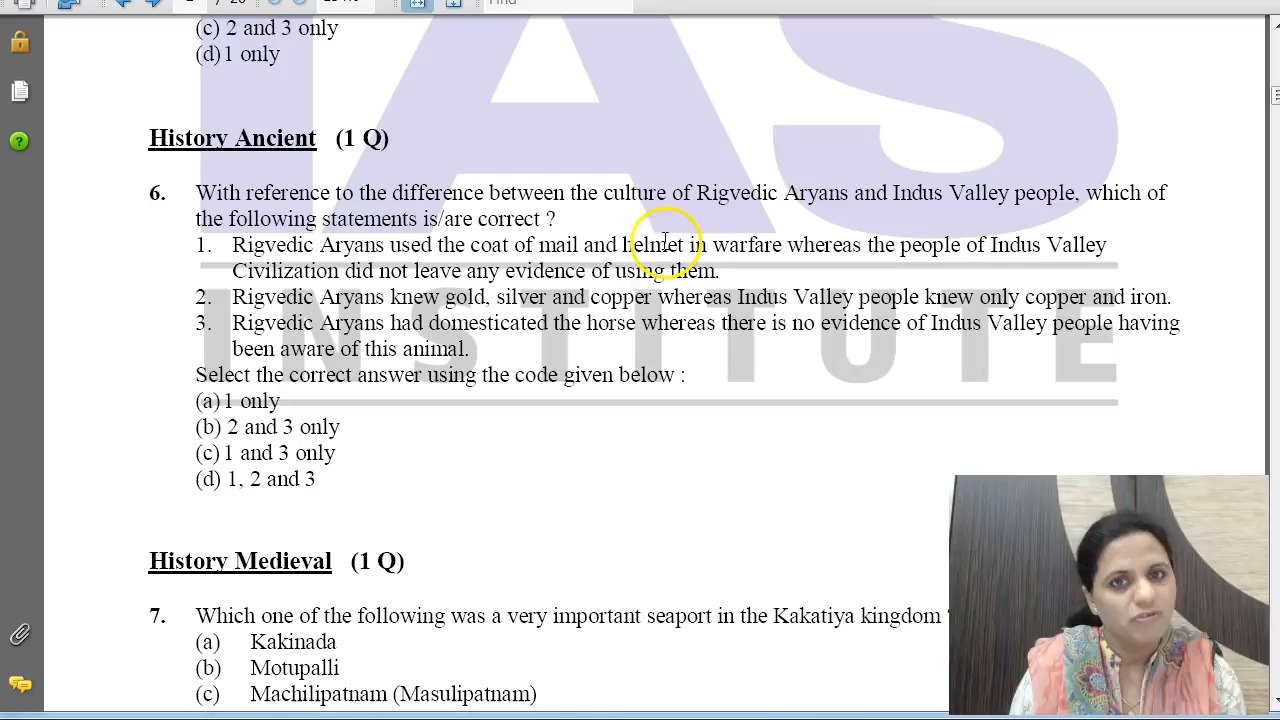 Find
(c) 2 and 3 only
(d) 1 only
IAS
INSTITUTE
History Ancient (1 Q)
6. With reference to the difference between the culture of Rigvedic Aryans and Indus Valley people, which of
the following statements is/are correct ?
1. Rigvedic Aryans used the coat of mail and helmet in warfare whereas the people of Indus Valley
Civilization did not leave any evidence of using them.
2. Rigvedic Aryans knew gold, silver and copper whereas Indus Valley people knew only copper and iron.
3. Rigvedic Aryans had domesticated the horse whereas there is no evidence of Indus Valley people having
been aware of this animal.
Select the correct answer using the code given below :
(a) 1 only
(b) 2 and 3 only
(c) 1 and 3 only
(d) 1, 2 and 3
History Medieval (1 Q)
7. Which one of the following was a very important seaport in the Kakatiya kingdom ?
(a) Kakinada
(b) Motupalli
(c) Machilipatnam (Masulipatnam)